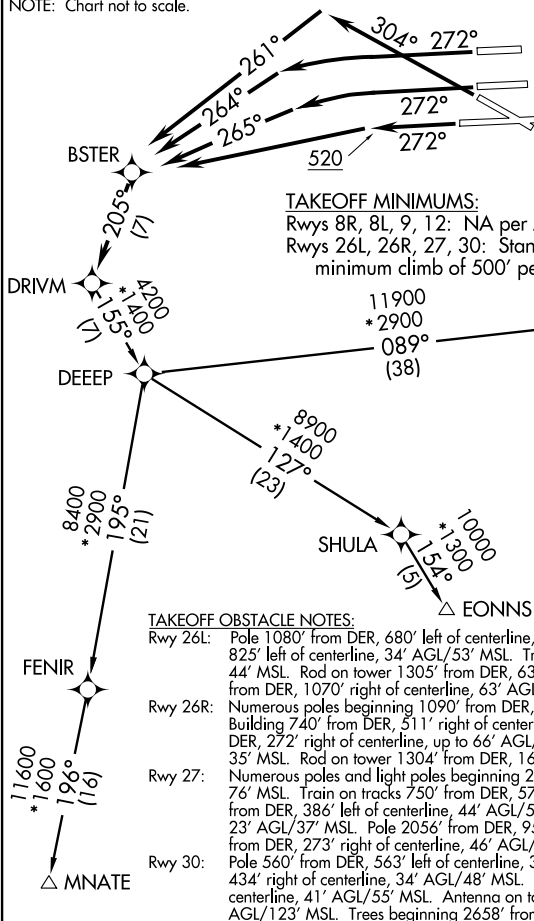 NOTE: Chart not to scale.
304°
272°
261°
264°
265°
272°
272°
520
BSTER
205°
(7)
TAKEOFF MINIMUMS:
Rwys 8R, 8L, 9, 12: NA per
Rwys 26L, 26R, 27, 30: Stan
minimum climb of 500' pe
DRIVM
4200
*1400
155°
(7)
11900
*2900
089°
(38)
DEEEP
8900
*1400
127°
(23)
8400
*2900
195°
(21)
SHULA
10000
*1300
154°
(5)
EONNS
TAKEOFF OBSTACLE NOTES:
Rwy 26L: Pole 1080' from DER, 680' left of centerline,
825' left of centerline, 34' AGL/53' MSL. Tr
44' MSL. Rod on tower 1305' from DER, 63
from DER, 1070' right of centerline, 63' AGL
Rwy 26R: Numerous poles beginning 1090' from DER,
Building 740' from DER, 511' right of center
DER, 272' right of centerline, up to 66' AGL/
35' MSL. Rod on tower 1304' from DER, 16
Rwy 27: Numerous poles and light poles beginning 2
76' MSL. Train on tracks 750' from DER, 57
from DER, 386' left of centerline, 44' AGL/5
23' AGL/37' MSL. Pole 2056' from DER, 95
from DER, 273' right of centerline, 46' AGL/
Rwy 30: Pole 560' from DER, 563' left of centerline, 3
434' right of centerline, 34' AGL/48' MSL.
centerline, 41' AGL/55' MSL. Antenna on to
AGL/123' MSL. Trees beginning 2658' from
FENIR
11600
*1600
196°
(16)
MNATE